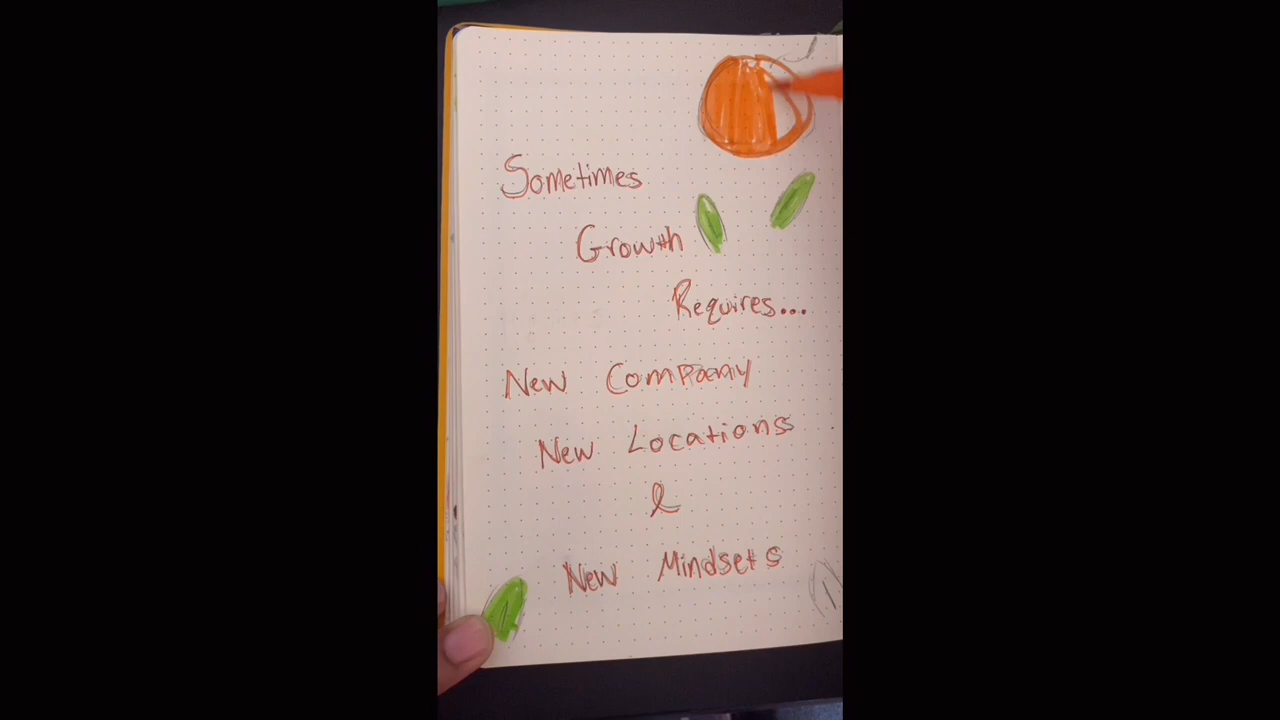 Sometimes
Growth
Requires...
New Company
New Locations
&
New Mindsets